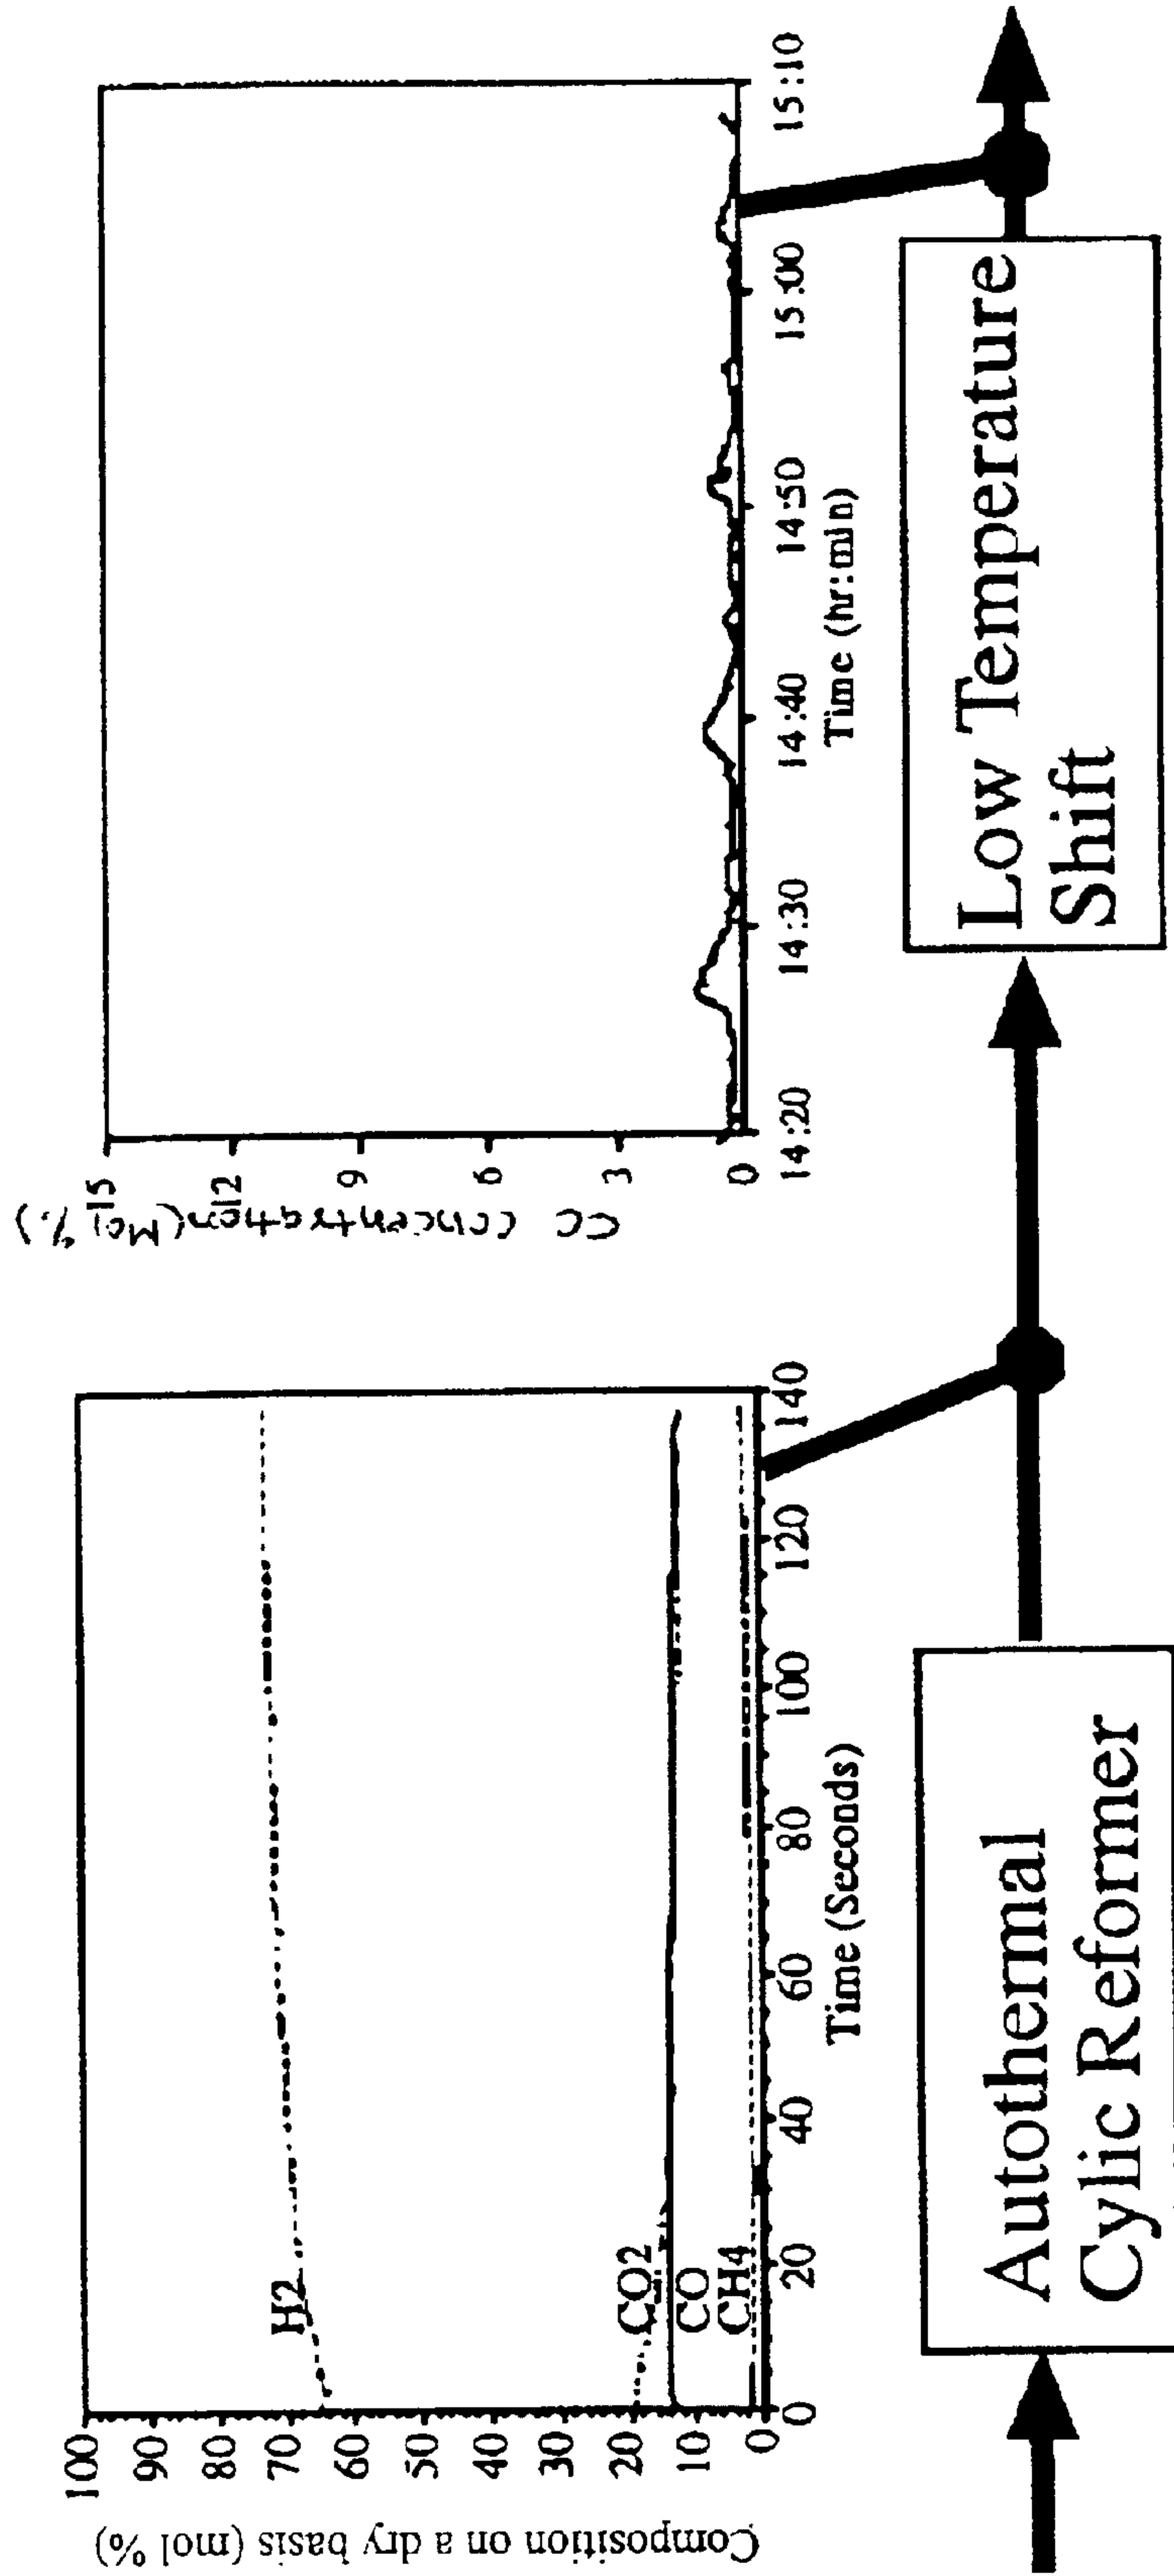 Composition on a dry basis (mol %)
100
90
80
70
60
50
40
30
20
10
0
H2
CO2
CO
CH4
0 20 40 60 80 100 120 140
Time (Seconds)
CC Concentration (Mol %)
15
12
9
6
3
0
14:20 14:30 14:40 14:50 15:00 15:10
Time (hr:min)
Autothermal
Cylic Reformer
Low Temperature
Shift